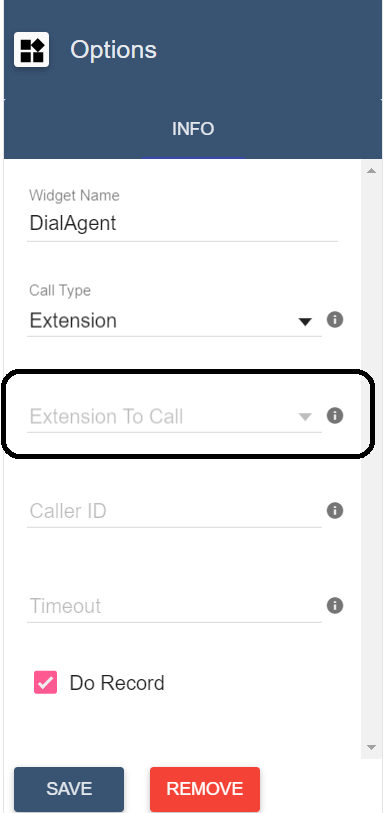 Options
INFO
Widget Name
DialAgent
Call Type
Extension
Extension To Call
Caller ID
Timeout
Do Record
SAVE REMOVE